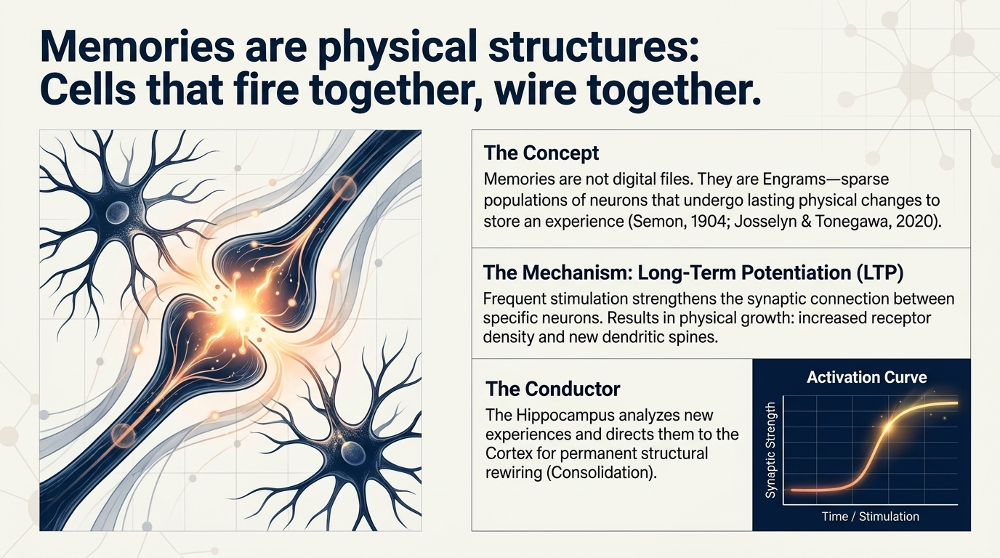 Memories are physical structures:
Cells that fire together, wire together.
The Concept
Memories are not digital files. They are Engrams—sparse
populations of neurons that undergo lasting physical changes to
store an experience (Semon, 1904; Josselyn & Tonegawa, 2020).
The Mechanism: Long-Term Potentiation (LTP)
Frequent stimulation strengthens the synaptic connection between
specific neurons. Results in physical growth: increased receptor
density and new dendritic spines.
The Conductor
The Hippocampus analyzes new
experiences and directs them to the
Cortex for permanent structural
rewiring (Consolidation).
Activation Curve
Synaptic Strength
Time / Stimulation